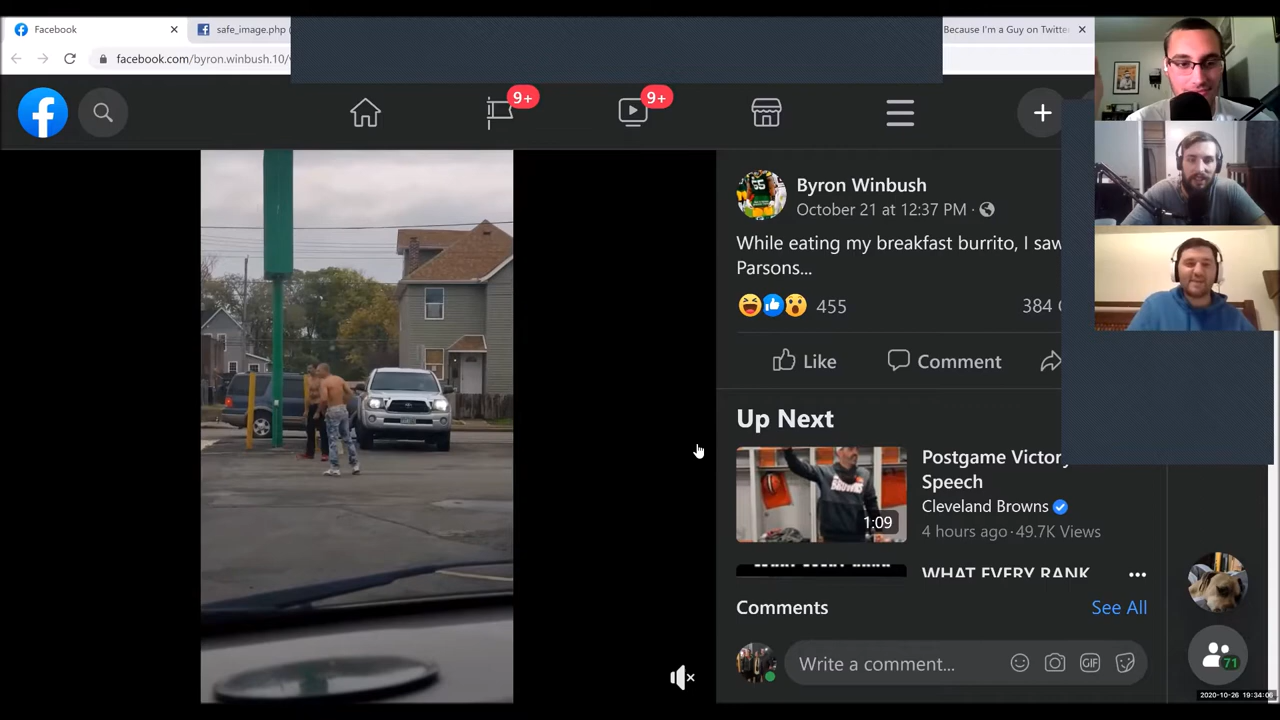 Facebook
safe_image.php (
Because I'm a Guy on Twitte
facebook.com/byron.winbush.10/
9+
9+
Byron Winbush
October 21 at 12:37 PM
While eating my breakfast burrito, I saw
Parsons...
455
384
Like
Comment
Up Next
Postgame Victory
Speech
Cleveland Browns
4 hours ago · 49.7K Views
1:09
WHAT EVERY RANK
Comments
See All
Write a comment...
GIF
71
2020-10-26 19:34:06